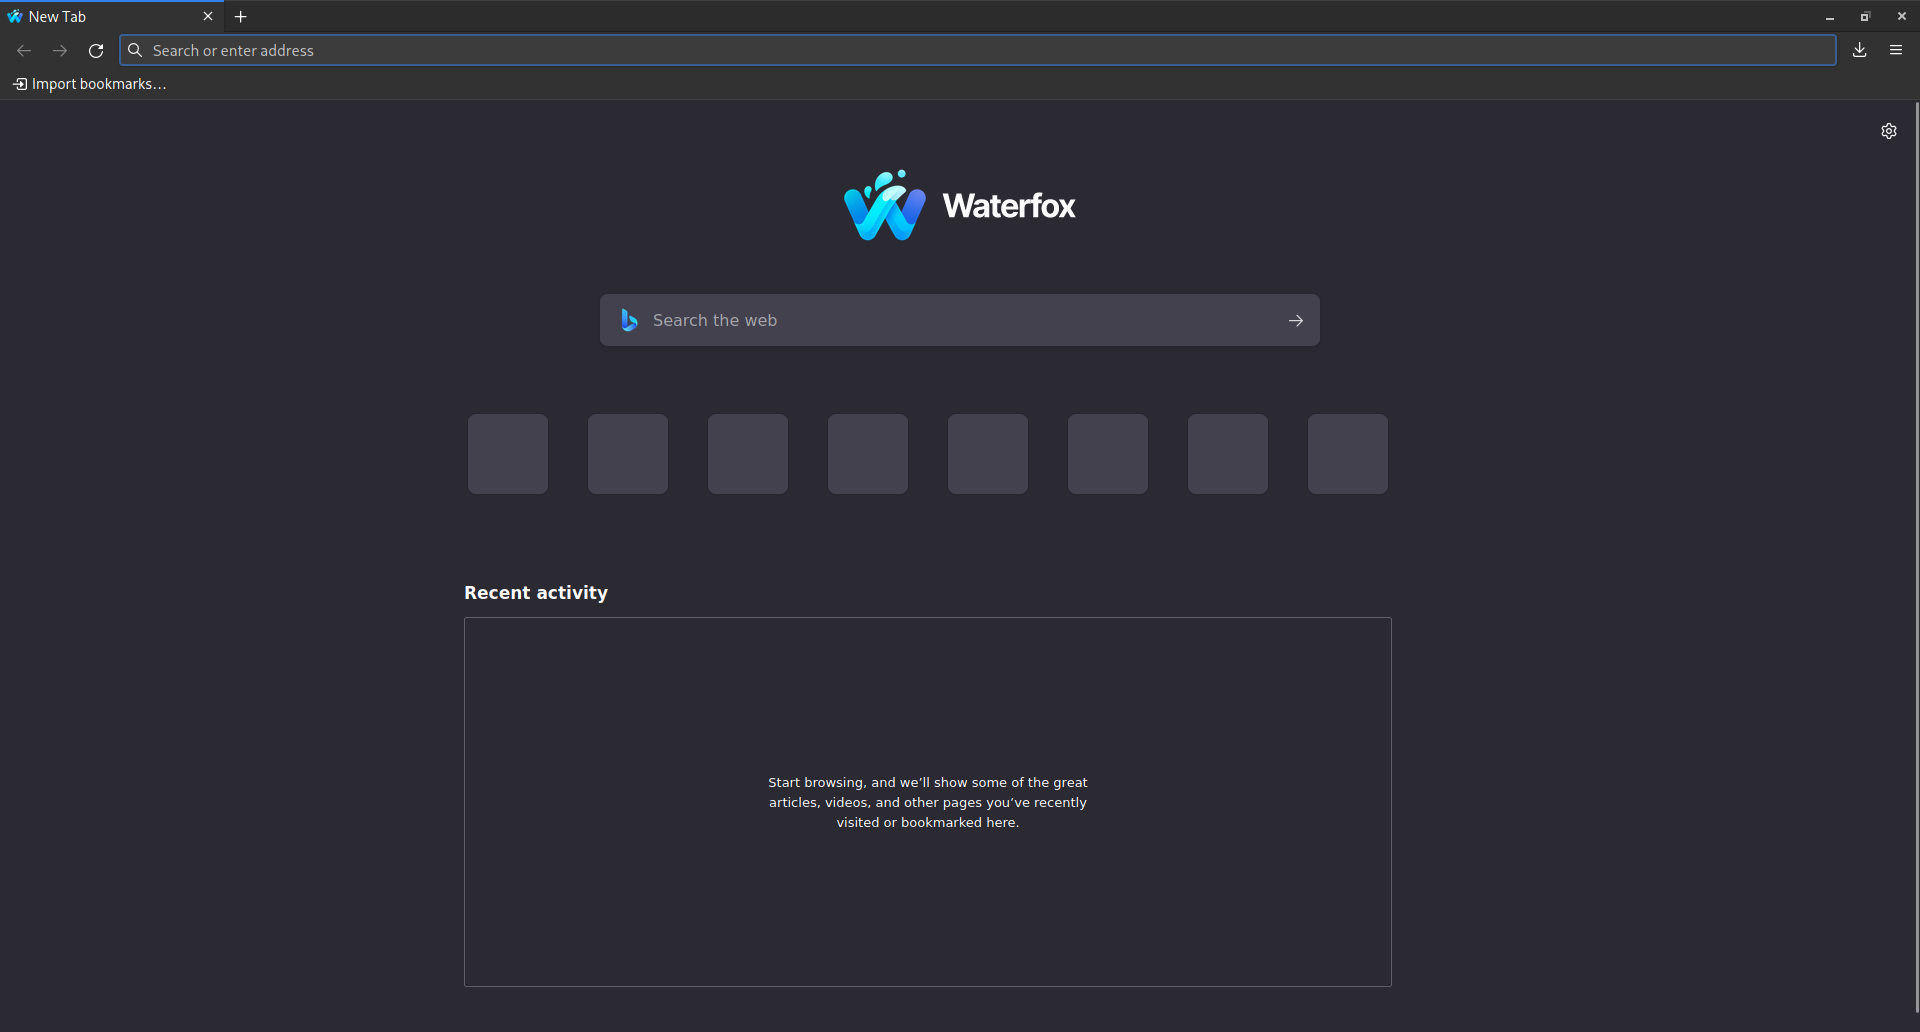 New Tab
Search or enter address
Import bookmarks…
Waterfox
Search the web
Recent activity
Start browsing, and we’ll show some of the great
articles, videos, and other pages you’ve recently
visited or bookmarked here.